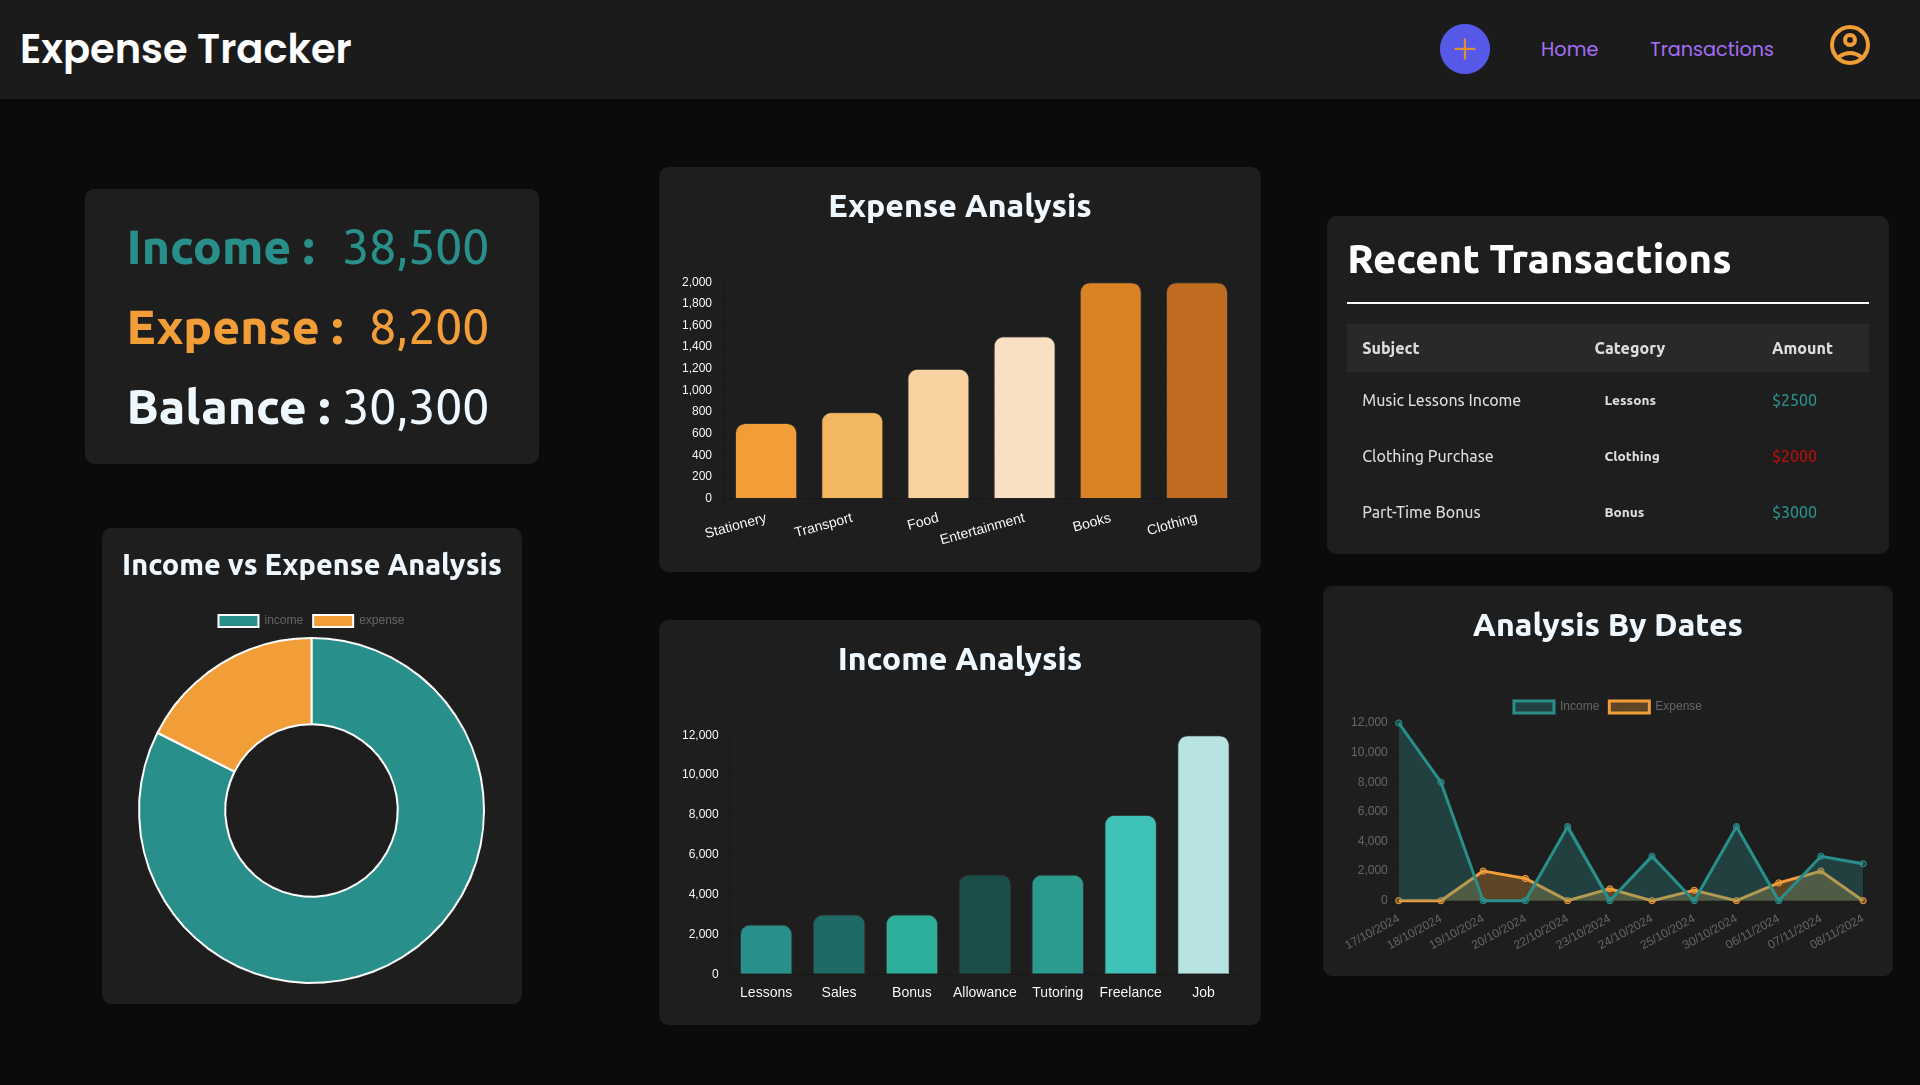 Expense Tracker
Home
Transactions
Income : 38,500
Expense : 8,200
Balance : 30,300
Income vs Expense Analysis
income expense
Expense Analysis
2,000
1,800
1,600
1,400
1,200
1,000
800
600
400
200
0
Stationery Transport Food Entertainment Books Clothing
Income Analysis
12,000
10,000
8,000
6,000
4,000
2,000
0
Lessons Sales Bonus Allowance Tutoring Freelance Job
Recent Transactions
Subject Category Amount
Music Lessons Income Lessons $2500
Clothing Purchase Clothing $2000
Part-Time Bonus Bonus $3000
Analysis By Dates
Income Expense
12,000
10,000
8,000
6,000
4,000
2,000
0
17/10/2024 18/10/2024 19/10/2024 20/10/2024 22/10/2024 23/10/2024 24/10/2024 25/10/2024 30/10/2024 06/11/2024 07/11/2024 08/11/2024